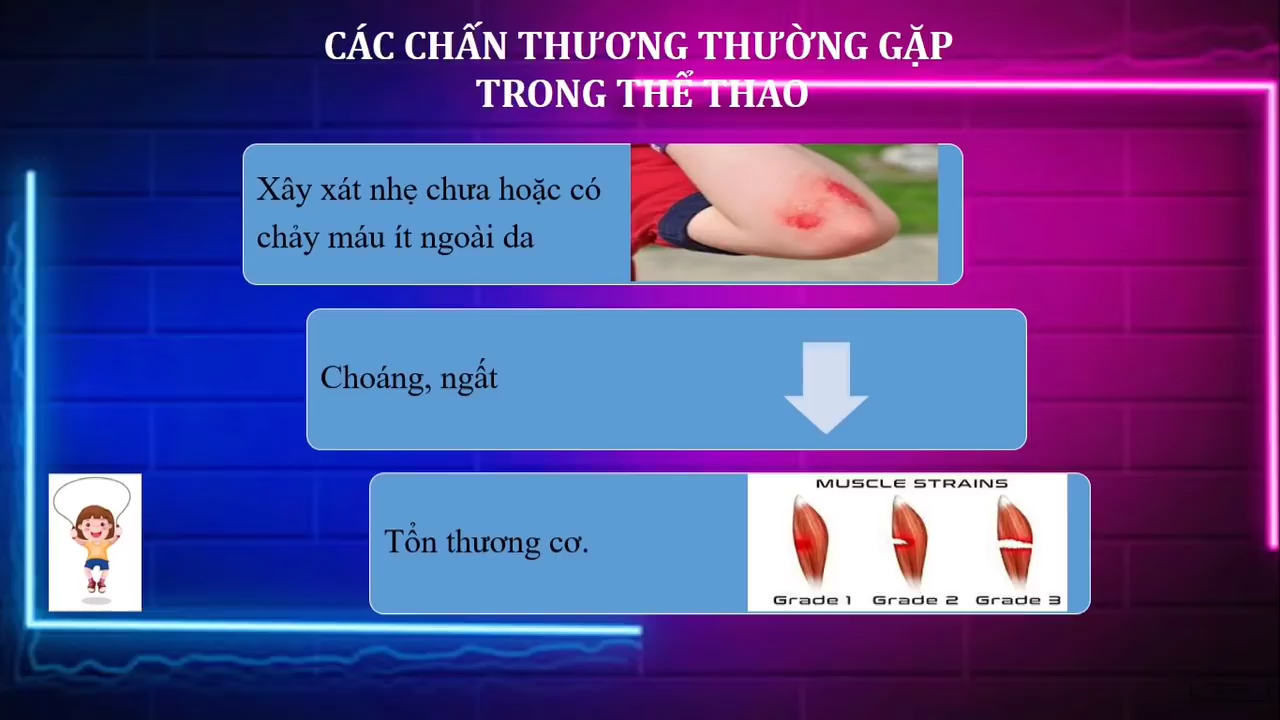 CÁC CHẤN THƯƠNG THƯỜNG GẶP
TRONG THỂ THAO
Xây xát nhẹ chưa hoặc có
chảy máu ít ngoài da
Choáng, ngất
Tổn thương cơ.
MUSCLE STRAINS
Grade 1 Grade 2 Grade 3